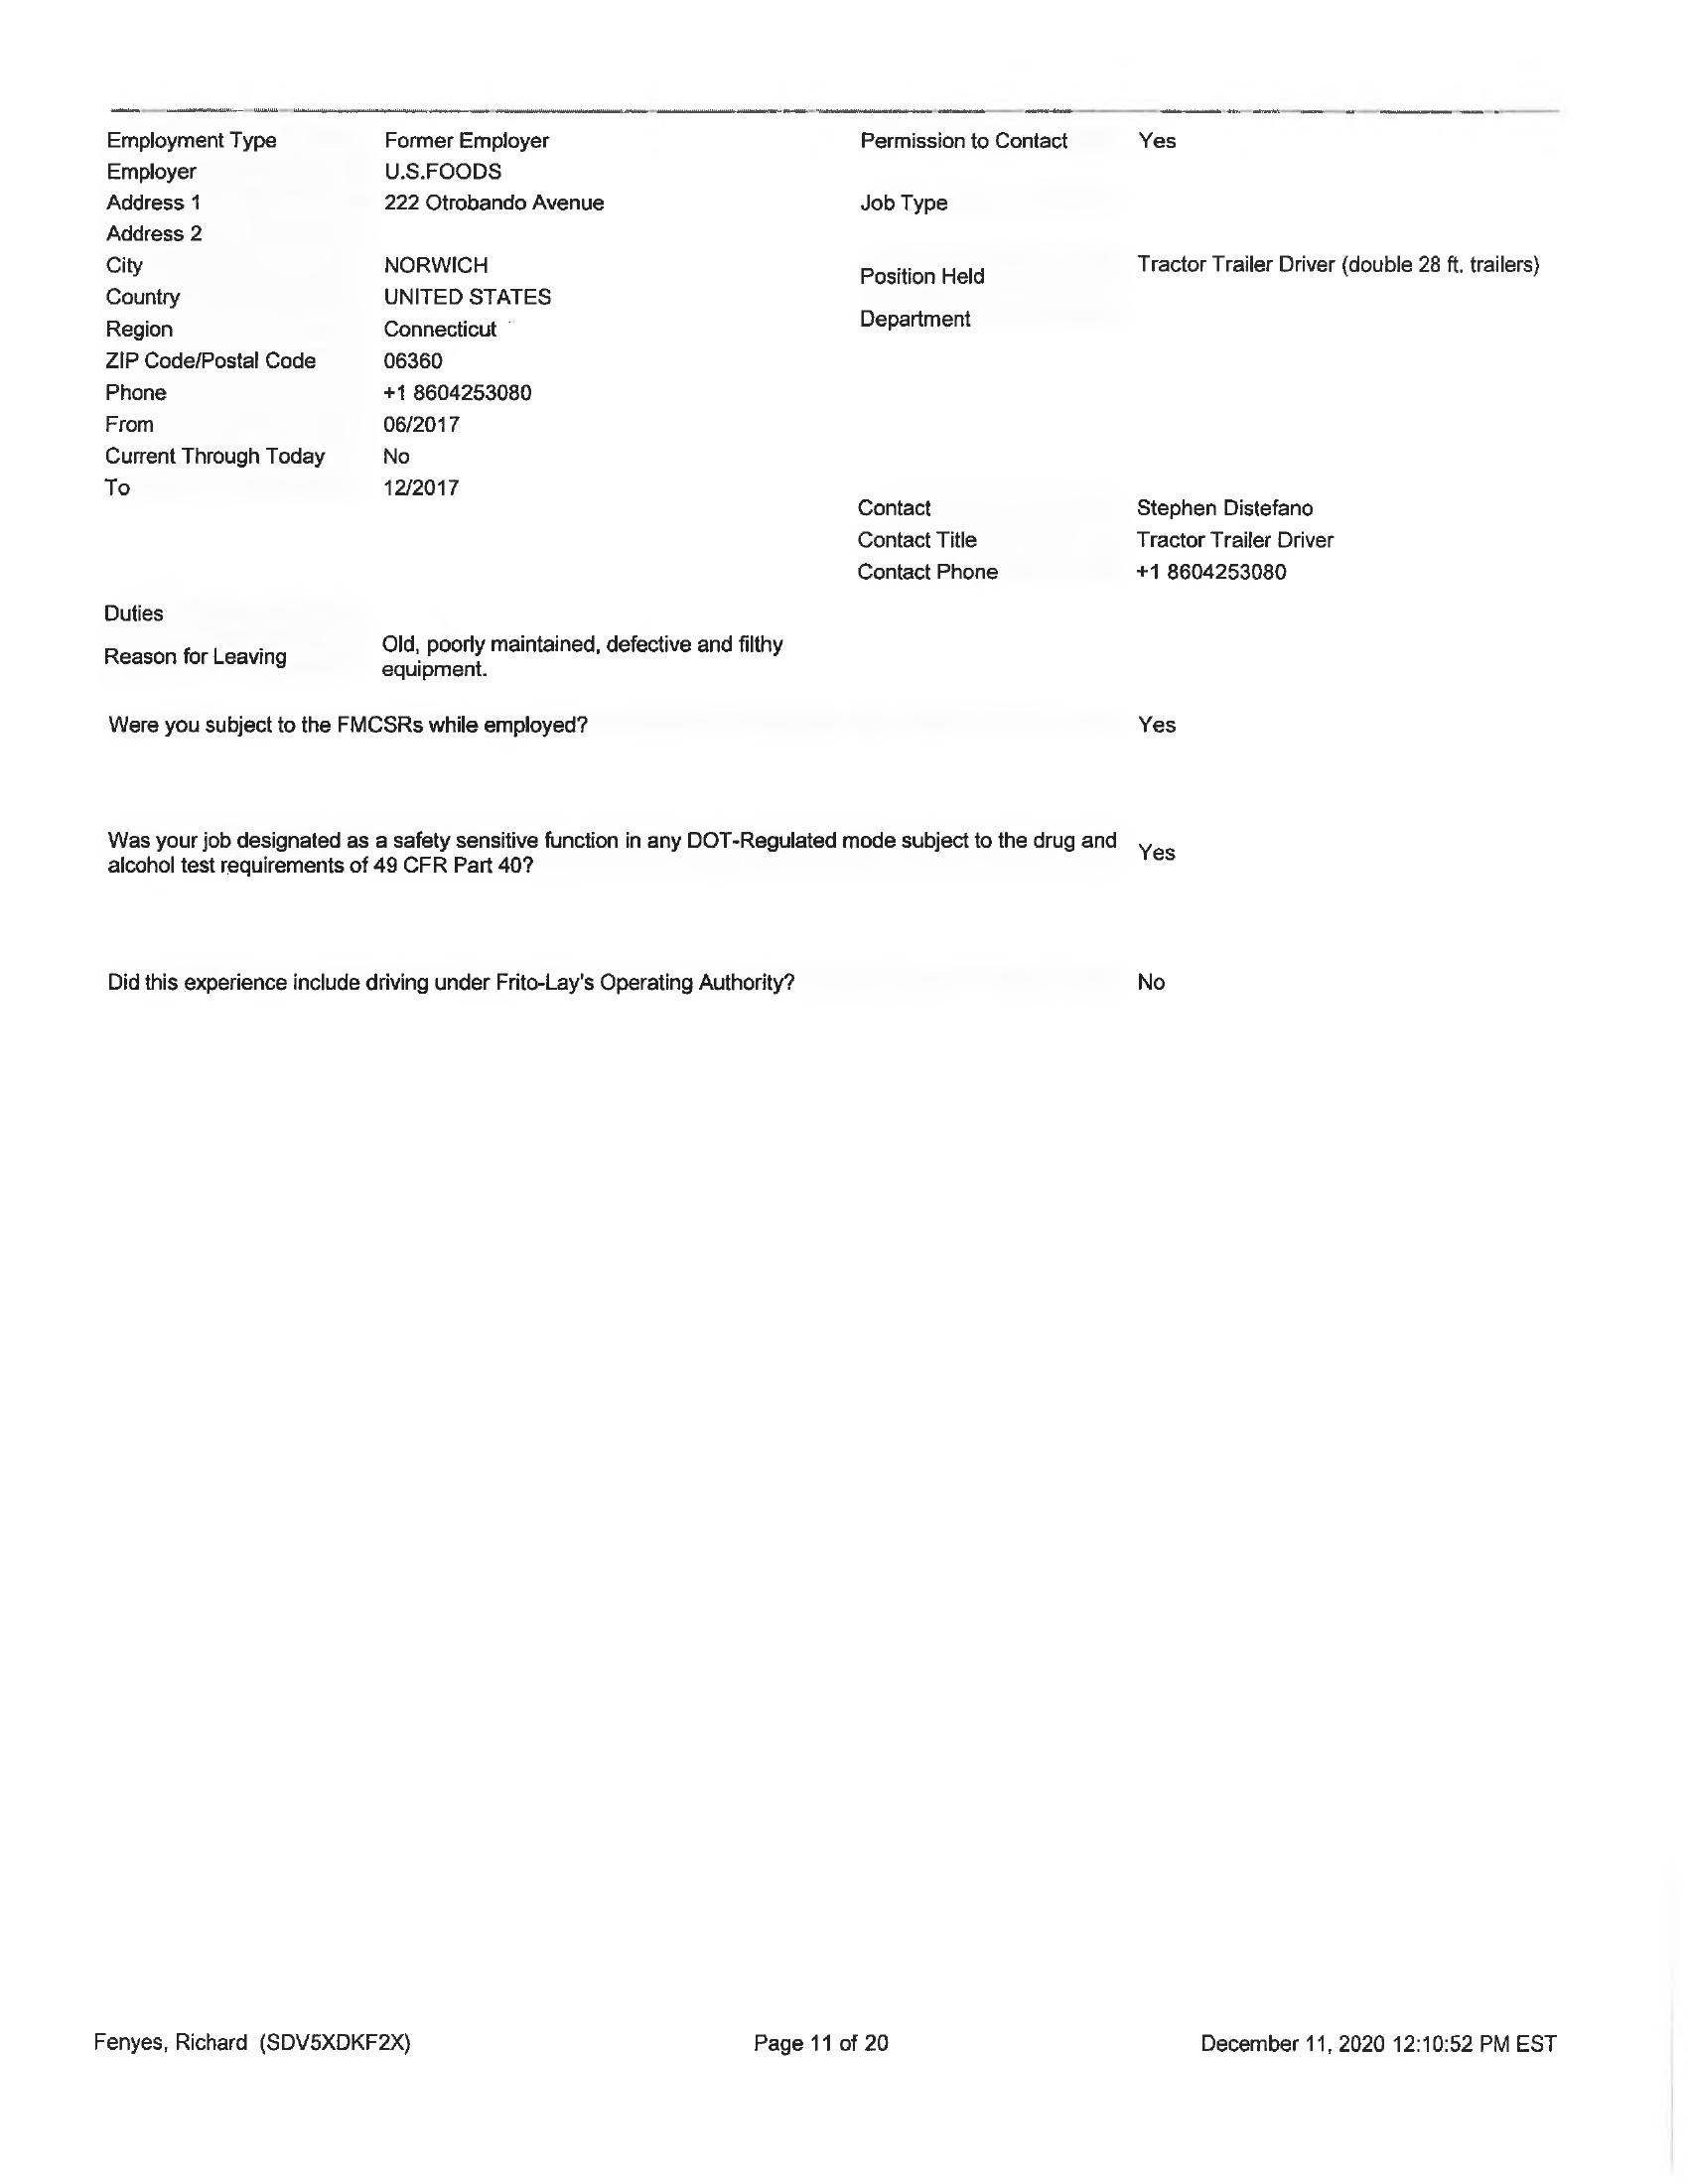 Employment Type Former Employer Permission to Contact Yes
Employer U.S.FOODS
Address 1 222 Otrobando Avenue Job Type
Address 2
City NORWICH Position Held Tractor Trailer Driver (double 28 ft. trailers)
Country UNITED STATES
Region Connecticut Department
ZIP Code/Postal Code 06360
Phone +1 8604253080
From 06/2017
Current Through Today No
To 12/2017
Contact Stephen Distefano
Contact Title Tractor Trailer Driver
Contact Phone +1 8604253080
Duties
Reason for Leaving Old, poorly maintained, defective and filthy
equipment.
Were you subject to the FMCSRs while employed? Yes
Was your job designated as a safety sensitive function in any DOT-Regulated mode subject to the drug and
alcohol test requirements of 49 CFR Part 40? Yes
Did this experience include driving under Frito-Lay's Operating Authority? No
Fenyes, Richard (SDV5XDKF2X) Page 11 of 20 December 11, 2020 12:10:52 PM EST